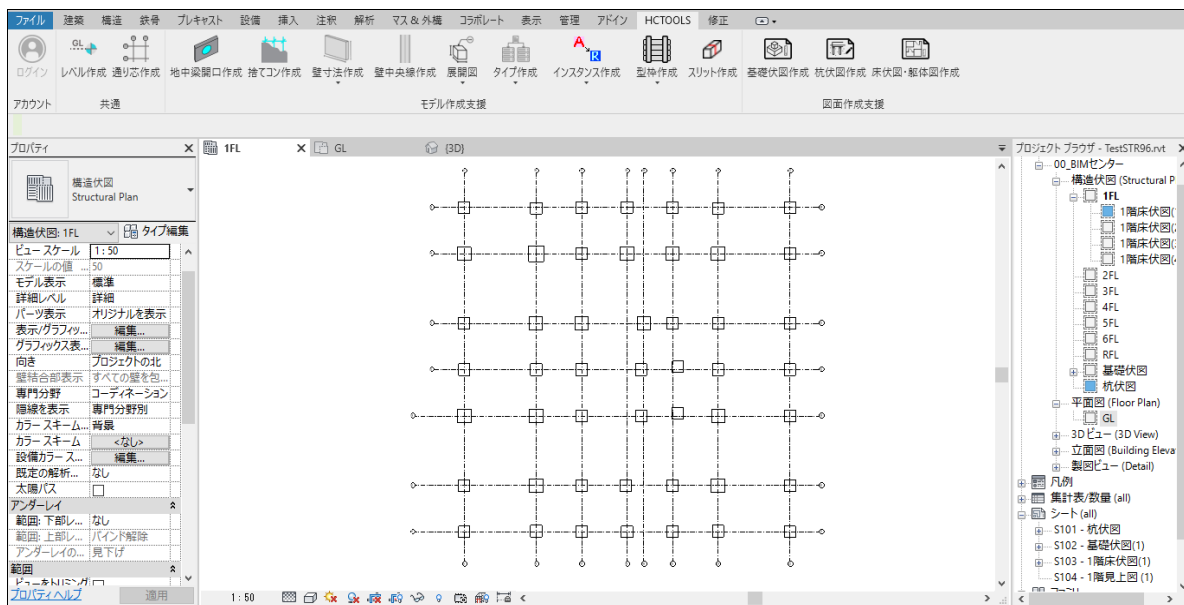 ファイル 建築 構造 鉄骨 プレキャスト 設備 挿入 注釈 解析 マス & 外構 コラボレート 表示 管理 アドイン HCTOOLS 修正
ログイン レベル作成 通り芯作成 地中梁開口作成 捨てコン作成 壁寸法作成 壁中央線作成 展開図 タイプ作成 インスタンス作成 型枠作成 スリット作成 基礎伏図作成 杭伏図作成 床伏図・躯体図作成
アカウント 共通 モデル作成支援 図面作成支援
プロパティ
構造伏図
Structural Plan
構造伏図: 1FL
タイプ編集
ビュー スケール 1 : 50
スケールの値 ... 50
モデル表示 標準
詳細レベル 詳細
パーツ表示 オリジナルを表示
表示/グラフィッ... 編集...
グラフィックス表... 編集...
向き プロジェクトの北
壁結合部表示 すべての壁を包...
専門分野 コーディネーション
隠線を表示 専門分野別
カラー スキーム... 背景
カラー スキーム <なし>
設備カラー ス... 編集...
既定の解析... なし
太陽パス
アンダーレイ
範囲: 下部レ... なし
範囲: 上部レ... バインド解除
アンダーレイの... 見下げ
範囲
ビューをトリミング
プロパティ ヘルプ 適用
1FL GL {3D}
1 : 50
プロジェクト ブラウザ - TestSTR96.rvt
00_BIMセンター
構造伏図 (Structural P
1FL
1階床伏図(
1階床伏図(
1階床伏図(
1階床伏図(
2FL
3FL
4FL
5FL
6FL
RFL
基礎伏図
杭伏図
平面図 (Floor Plan)
GL
3D ビュー (3D View)
立面図 (Building Eleva
製図ビュー (Detail)
凡例
集計表/数量 (all)
シート (all)
S101 - 杭伏図
S102 - 基礎伏図(1)
S103 - 1階床伏図(1)
S104 - 1階見上図 (1)